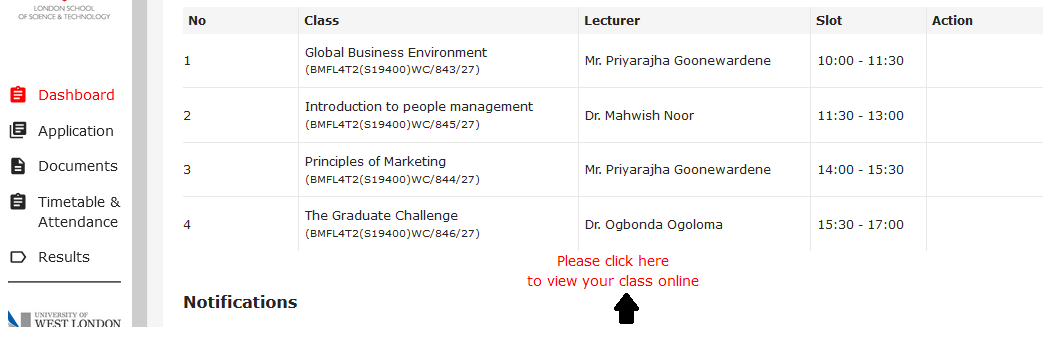 LONDON SCHOOL
OF SCIENCE & TECHNOLOGY
Dashboard
Application
Documents
Timetable &
Attendance
Results
UNIVERSITY OF
WEST LONDON
No Class Lecturer Slot Action
1 Global Business Environment Mr. Priyarajha Goonewardene 10:00 - 11:30
(BMFL4T2(S19400)WC/843/27)
2 Introduction to people management Dr. Mahwish Noor 11:30 - 13:00
(BMFL4T2(S19400)WC/845/27)
3 Principles of Marketing Mr. Priyarajha Goonewardene 14:00 - 15:30
(BMFL4T2(S19400)WC/844/27)
4 The Graduate Challenge Dr. Ogbonda Ogoloma 15:30 - 17:00
(BMFL4T2(S19400)WC/846/27)
Please click here
to view your class online
Notifications